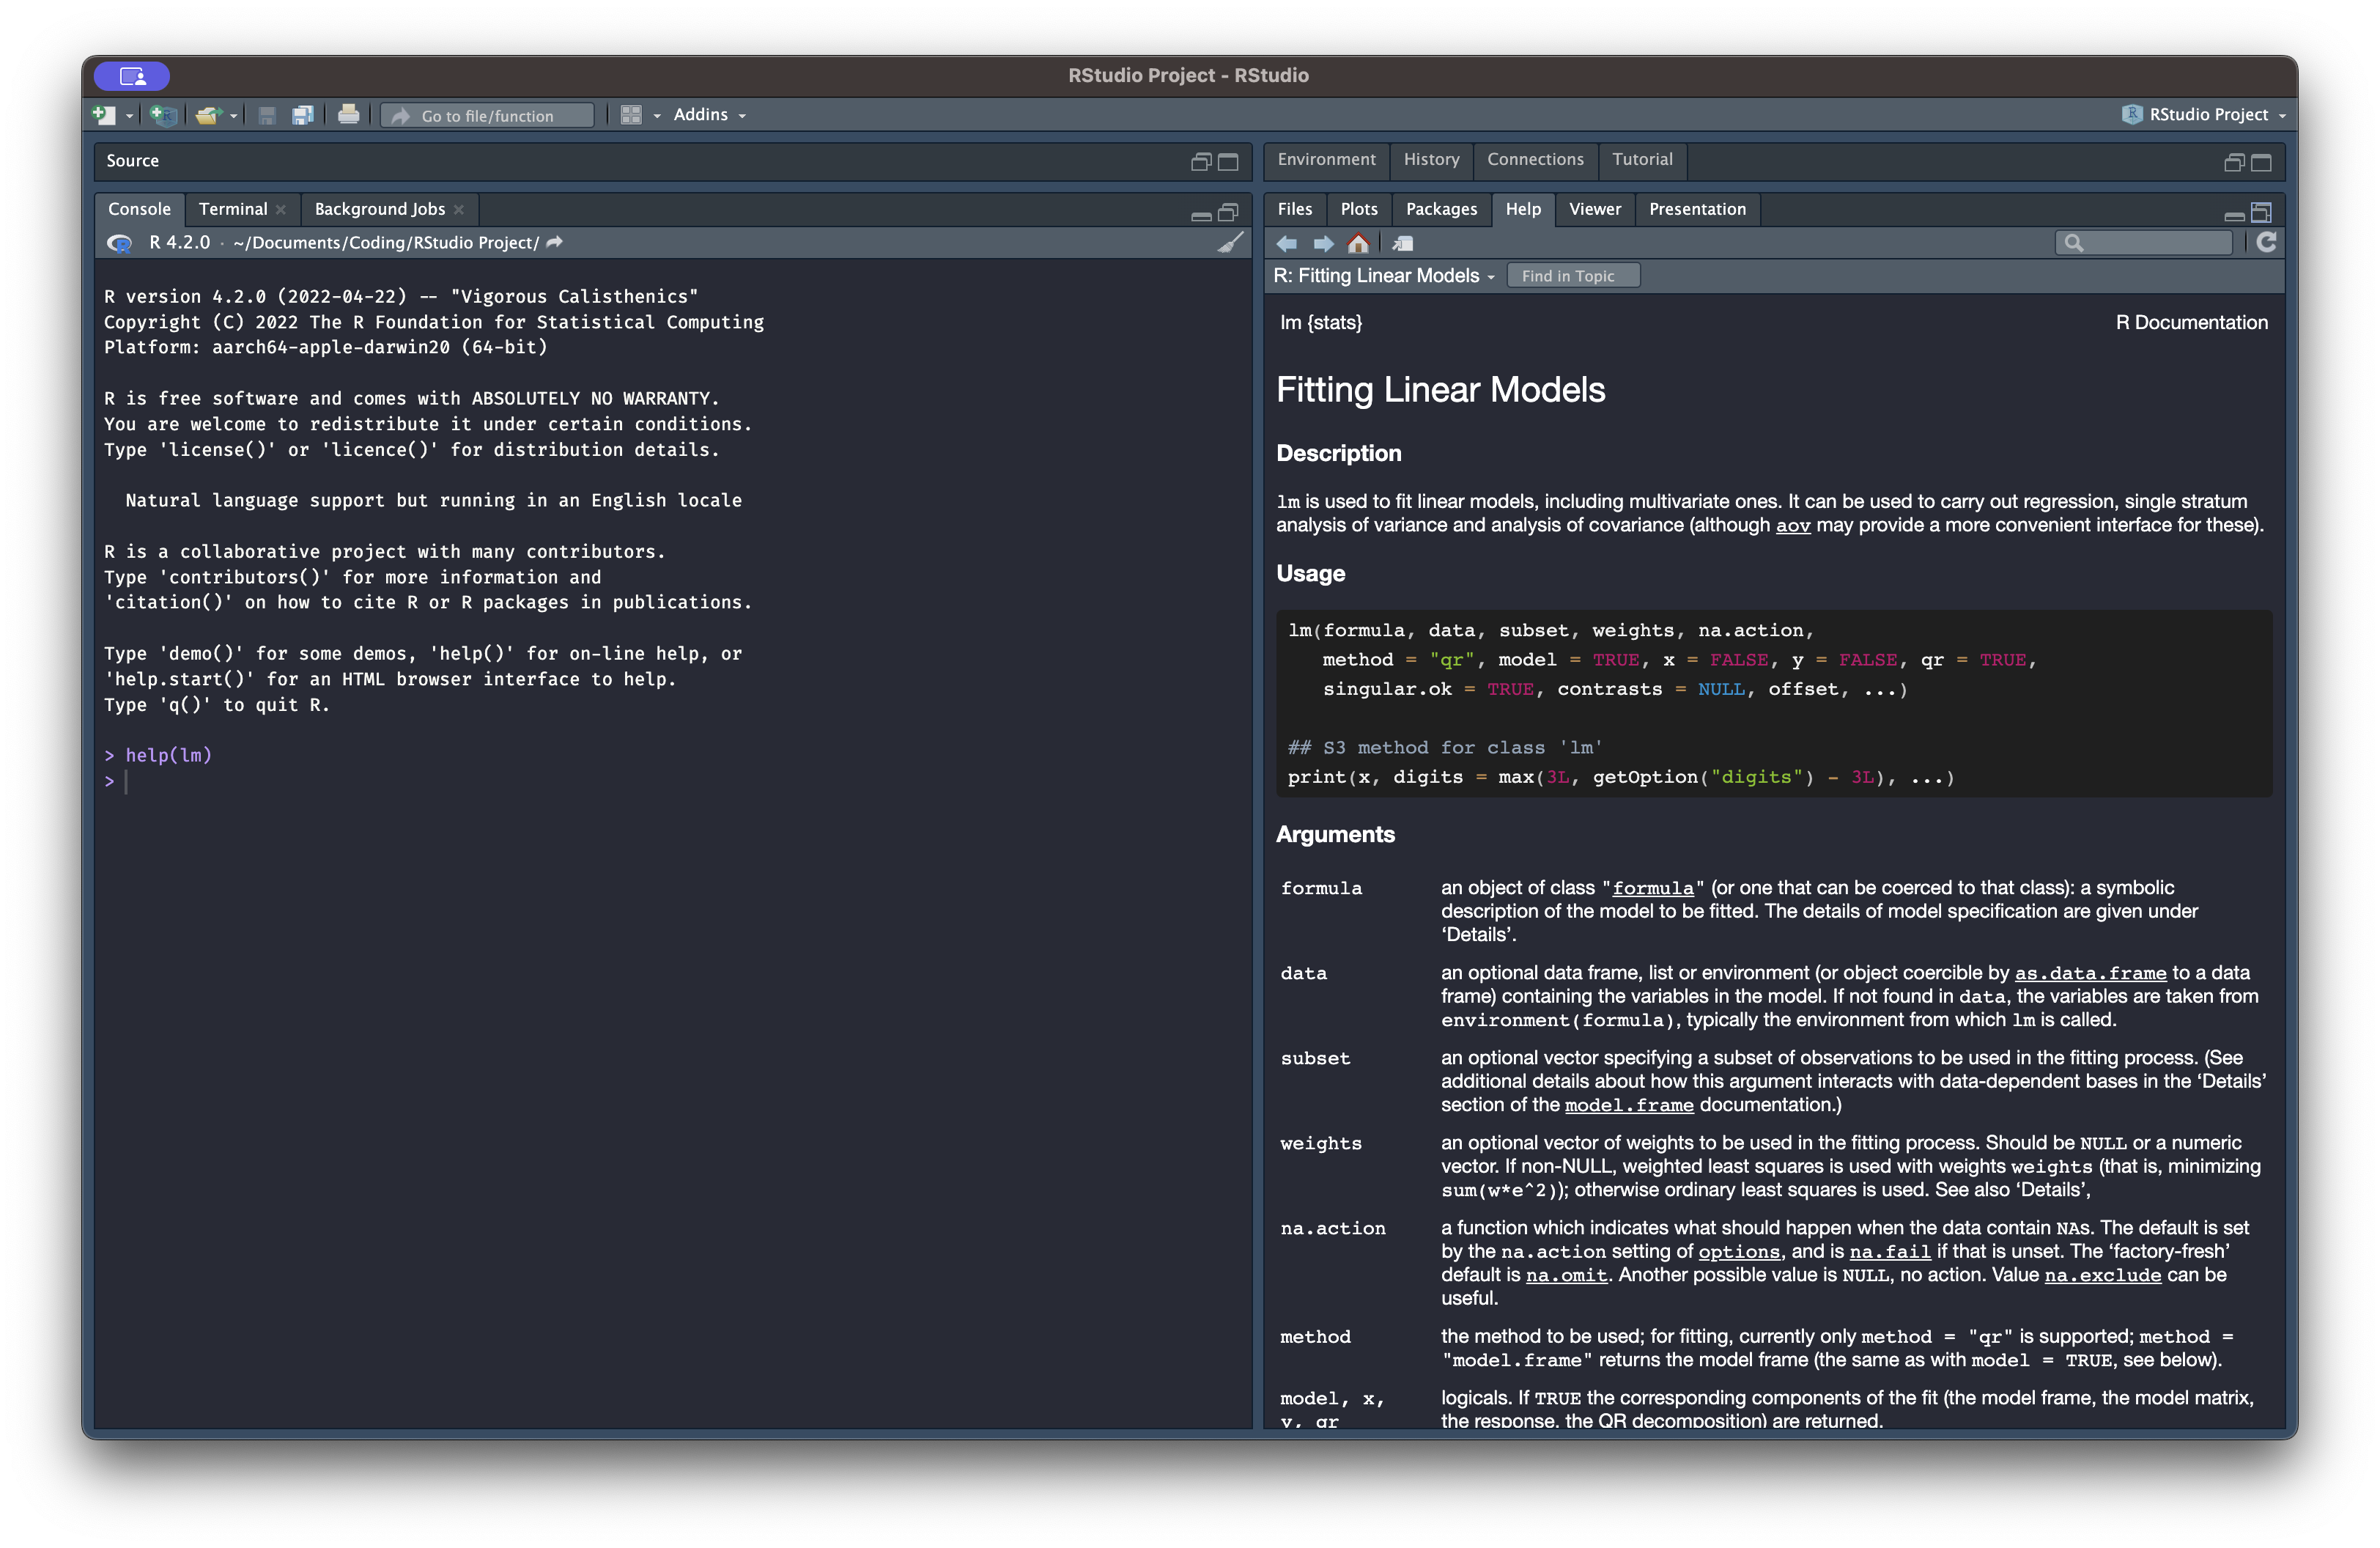 RStudio Project - RStudio
Go to file/function
Addins
RStudio Project
Source
Console
Terminal
Background Jobs
R 4.2.0 · ~/Documents/Coding/RStudio Project/
R version 4.2.0 (2022-04-22) -- "Vigorous Calisthenics"
Copyright (C) 2022 The R Foundation for Statistical Computing
Platform: aarch64-apple-darwin20 (64-bit)
R is free software and comes with ABSOLUTELY NO WARRANTY.
You are welcome to redistribute it under certain conditions.
Type 'license()' or 'licence()' for distribution details.
Natural language support but running in an English locale
R is a collaborative project with many contributors.
Type 'contributors()' for more information and
'citation()' on how to cite R or R packages in publications.
Type 'demo()' for some demos, 'help()' for on-line help, or
'help.start()' for an HTML browser interface to help.
Type 'q()' to quit R.
> help(lm)
>
Environment
History
Connections
Tutorial
Files
Plots
Packages
Help
Viewer
Presentation
R: Fitting Linear Models
Find in Topic
lm {stats}
R Documentation
Fitting Linear Models
Description
lm is used to fit linear models, including multivariate ones. It can be used to carry out regression, single stratum
analysis of variance and analysis of covariance (although aov may provide a more convenient interface for these).
Usage
lm(formula, data, subset, weights, na.action,
method = "qr", model = TRUE, x = FALSE, y = FALSE, qr = TRUE,
singular.ok = TRUE, contrasts = NULL, offset, ...)
## S3 method for class 'lm'
print(x, digits = max(3L, getOption("digits") - 3L), ...)
Arguments
formula
an object of class "formula" (or one that can be coerced to that class): a symbolic
description of the model to be fitted. The details of model specification are given under
‘Details’.
data
an optional data frame, list or environment (or object coercible by as.data.frame to a data
frame) containing the variables in the model. If not found in data, the variables are taken from
environment(formula), typically the environment from which lm is called.
subset
an optional vector specifying a subset of observations to be used in the fitting process. (See
additional details about how this argument interacts with data-dependent bases in the ‘Details’
section of the model.frame documentation.)
weights
an optional vector of weights to be used in the fitting process. Should be NULL or a numeric
vector. If non-NULL, weighted least squares is used with weights weights (that is, minimizing
sum(w*e^2)); otherwise ordinary least squares is used. See also ‘Details’,
na.action
a function which indicates what should happen when the data contain NAs. The default is set
by the na.action setting of options, and is na.fail if that is unset. The ‘factory-fresh’
default is na.omit. Another possible value is NULL, no action. Value na.exclude can be
useful.
method
the method to be used; for fitting, currently only method = "qr" is supported; method =
"model.frame" returns the model frame (the same as with model = TRUE, see below).
model, x,
y, qr
logicals. If TRUE the corresponding components of the fit (the model frame, the model matrix,
the response, the QR decomposition) are returned.